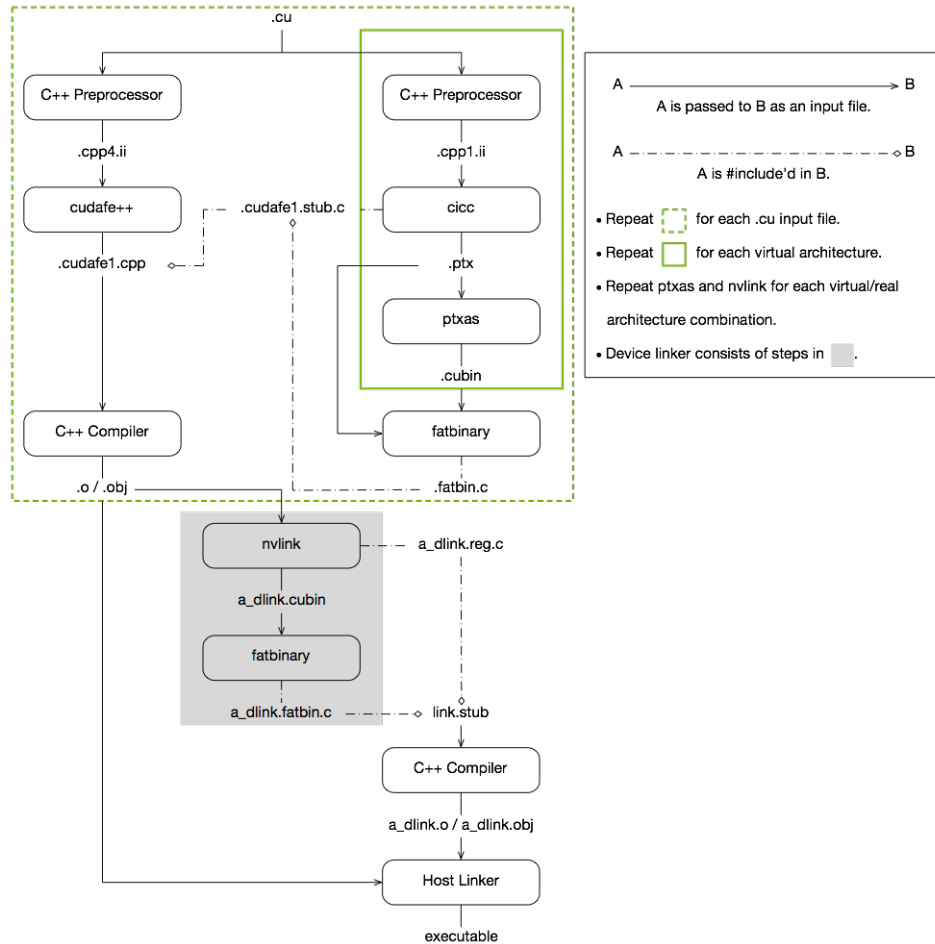 .cu
C++ Preprocessor
C++ Preprocessor
.cpp4.ii
.cpp1.ii
cudafe++
.cudafe1.stub.c
cicc
.cudafe1.cpp
.ptx
ptxas
.cubin
C++ Compiler
fatbinary
.o / .obj
.fatbin.c
nvlink
a_dlink.reg.c
a_dlink.cubin
fatbinary
a_dlink.fatbin.c
link.stub
C++ Compiler
a_dlink.o / a_dlink.obj
Host Linker
executable
A B
A is passed to B as an input file.
A B
A is #include'd in B.
• Repeat for each .cu input file.
• Repeat for each virtual architecture.
• Repeat ptxas and nvlink for each virtual/real
architecture combination.
• Device linker consists of steps in .